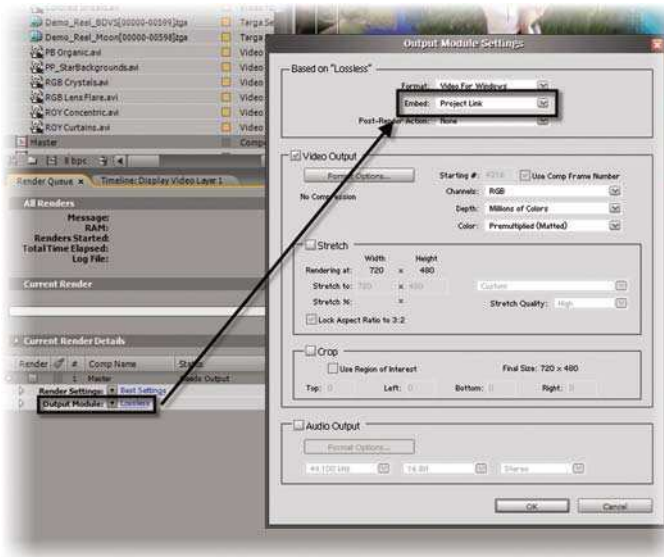 Demo_Reel_BDVS[00000-00599].tga
Targa Se
Demo_Reel_Moon[00000-00598].tga
Targa
PB Organic.avi
Video
PP_StarBackgrounds.avi
Video
RGB Crystals.avi
Video
RGB LensFlare.avi
Video
ROY Concentric.avi
Video
ROY Curtains.avi
Video
Master
Compo
8 bpc
Render Queue
Timeline: Display Video Layer 1
All Renders
Message:
RAM:
Renders Started:
Total Time Elapsed:
Log File:
Current Render
Current Render Details
Render
#
Comp Name
Status
1
Master
Needs Output
Render Settings:
Best Settings
Output Module:
Lossless
Output Module Settings
Based on "Lossless"
Format:
Video For Windows
Embed:
Project Link
Post-Render Action:
None
Video Output
Format Options...
Starting #:
Use Comp Frame Number
No Compression
Channels:
RGB
Depth:
Millions of Colors
Color:
Premultiplied (Matted)
Stretch
Width
Height
Rendering at:
720 x 480
Stretch to:
720 x 480
Custom
Stretch %:
x
Stretch Quality:
High
Lock Aspect Ratio to 3:2
Crop
Use Region of Interest
Final Size: 720 x 480
Top: 0
Left: 0
Bottom: 0
Right: 0
Audio Output
Format Options...
44.100 kHz
16 Bit
Stereo
OK
Cancel